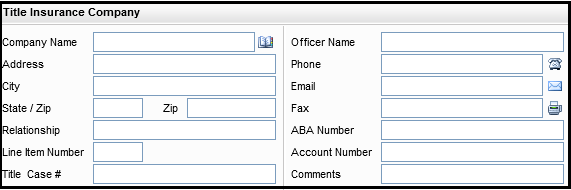 Title Insurance Company
Company Name
Address
City
State / Zip Zip
Relationship
Line Item Number
Title Case #
Officer Name
Phone
Email
Fax
ABA Number
Account Number
Comments